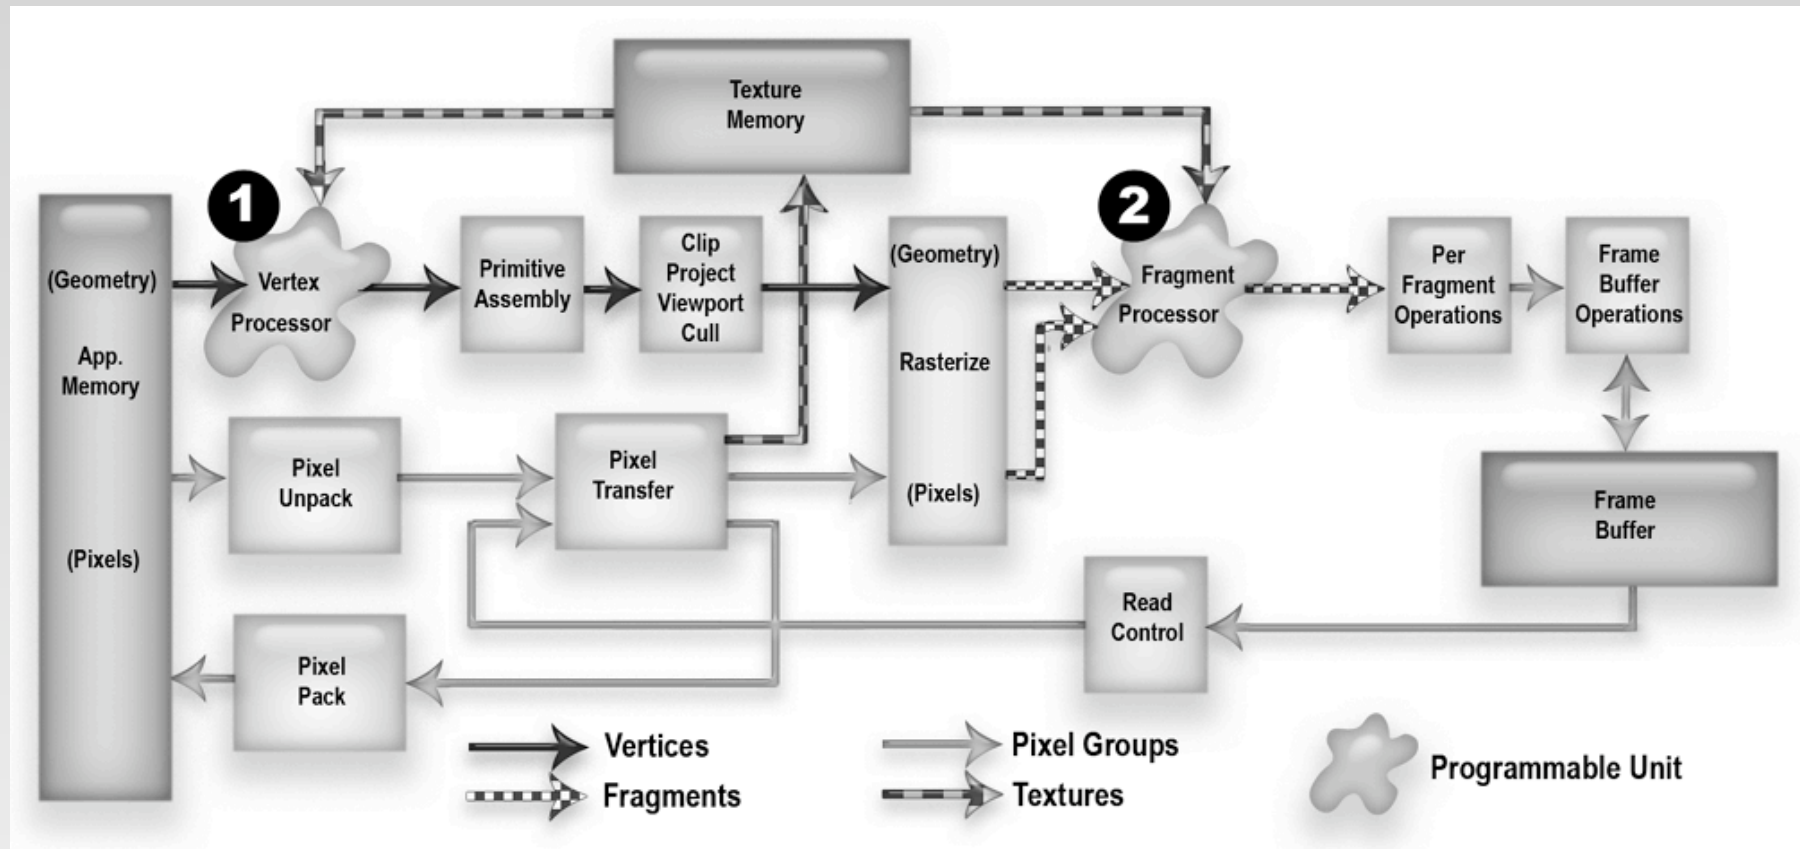 Texture
Memory
1
2
(Geometry)
App.
Memory
(Pixels)
Vertex
Processor
Primitive
Assembly
Clip
Project
Viewport
Cull
(Geometry)
Rasterize
(Pixels)
Fragment
Processor
Per
Fragment
Operations
Frame
Buffer
Operations
Pixel
Unpack
Pixel
Transfer
Frame
Buffer
Read
Control
Pixel
Pack
Vertices
Fragments
Pixel Groups
Textures
Programmable Unit